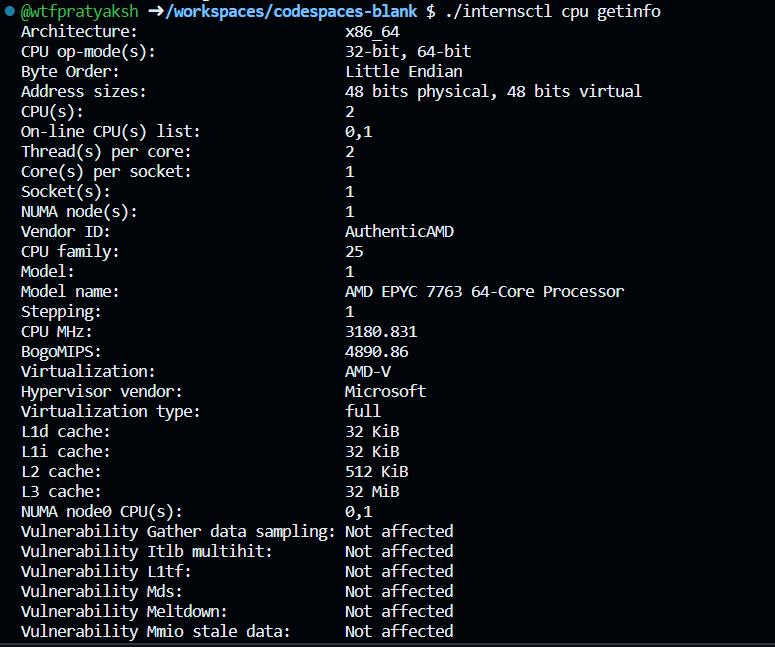 @wtfpratyaksh ➜/workspaces/codespaces-blank $ ./internsctl cpu getinfo
Architecture: x86_64
CPU op-mode(s): 32-bit, 64-bit
Byte Order: Little Endian
Address sizes: 48 bits physical, 48 bits virtual
CPU(s): 2
On-line CPU(s) list: 0,1
Thread(s) per core: 2
Core(s) per socket: 1
Socket(s): 1
NUMA node(s): 1
Vendor ID: AuthenticAMD
CPU family: 25
Model: 1
Model name: AMD EPYC 7763 64-Core Processor
Stepping: 1
CPU MHz: 3180.831
BogoMIPS: 4890.86
Virtualization: AMD-V
Hypervisor vendor: Microsoft
Virtualization type: full
L1d cache: 32 KiB
L1i cache: 32 KiB
L2 cache: 512 KiB
L3 cache: 32 MiB
NUMA node0 CPU(s): 0,1
Vulnerability Gather data sampling: Not affected
Vulnerability Itlb multihit: Not affected
Vulnerability L1tf: Not affected
Vulnerability Mds: Not affected
Vulnerability Meltdown: Not affected
Vulnerability Mmio stale data: Not affected